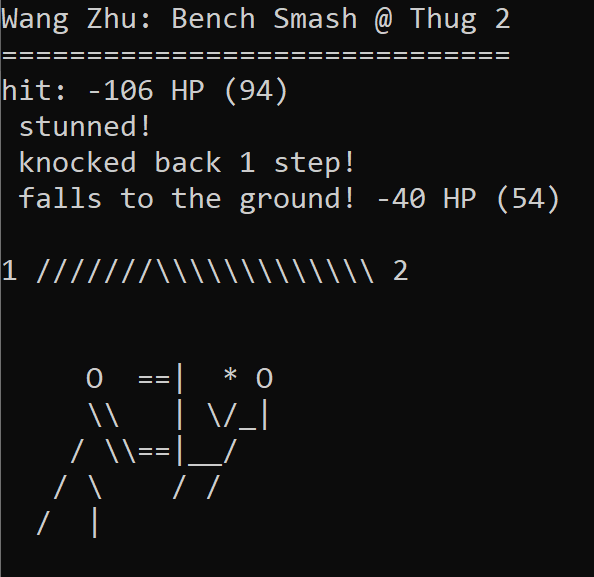 Wang Zhu: Bench Smash @ Thug 2
==============================
hit: -106 HP (94)
 stunned!
 knocked back 1 step!
 falls to the ground! -40 HP (54)
1 ///////\\\\\\\\\\\\\ 2
     O  ==|  * O
     \\   | \/_|
    / \\==|__/
   / \    / /
  /  |